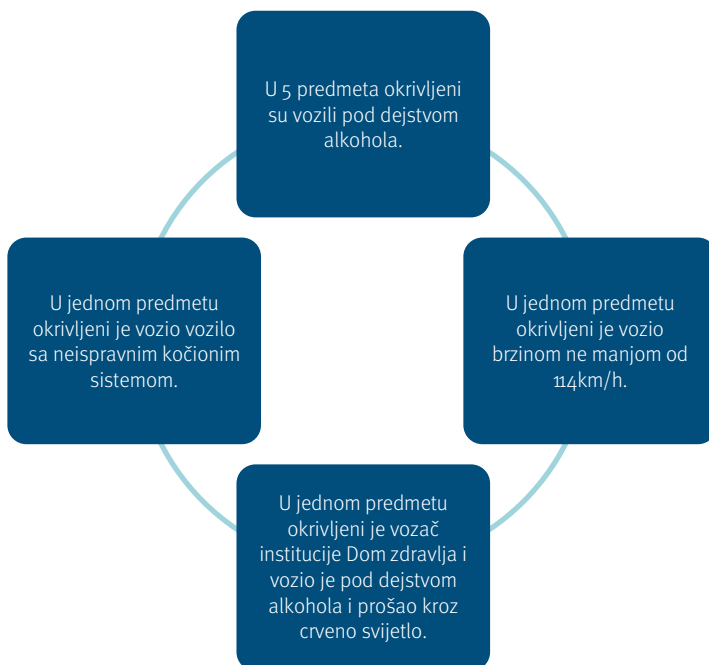 U 5 predmeta okrivljeni
su vozili pod dejstvom
alkohola.
U jednom predmetu
okrivljeni je vozio vozilo
sa neispravnim kočionim
sistemom.
U jednom predmetu
okrivljeni je vozio
brzinom ne manjom od
114km/h.
U jednom predmetu
okrivljeni je vozač
institucije Dom zdravlja i
vozio je pod dejstvom
alkohola i prošao kroz
crveno svijetlo.